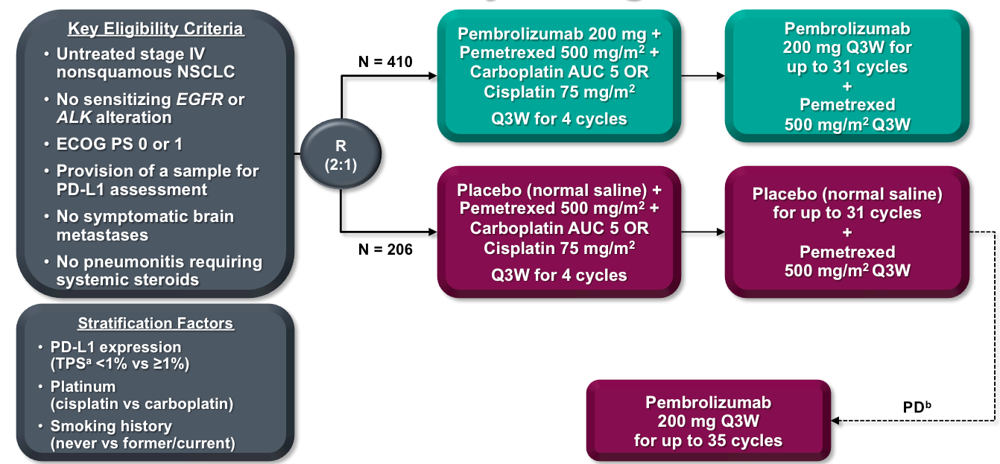 Key Eligibility Criteria
• Untreated stage IV
nonsquamous NSCLC
• No sensitizing EGFR or
ALK alteration
• ECOG PS 0 or 1
• Provision of a sample for
PD-L1 assessment
• No symptomatic brain
metastases
• No pneumonitis requiring
systemic steroids
Stratification Factors
• PD-L1 expression
(TPSᵃ <1% vs ≥1%)
• Platinum
(cisplatin vs carboplatin)
• Smoking history
(never vs former/current)
R
(2:1)
N = 410
Pembrolizumab 200 mg +
Pemetrexed 500 mg/m² +
Carboplatin AUC 5 OR
Cisplatin 75 mg/m²
Q3W for 4 cycles
Pembrolizumab
200 mg Q3W for
up to 31 cycles
+
Pemetrexed
500 mg/m² Q3W
N = 206
Placebo (normal saline) +
Pemetrexed 500 mg/m² +
Carboplatin AUC 5 OR
Cisplatin 75 mg/m²
Q3W for 4 cycles
Placebo (normal saline)
for up to 31 cycles
+
Pemetrexed
500 mg/m² Q3W
PDᵇ
Pembrolizumab
200 mg Q3W
for up to 35 cycles